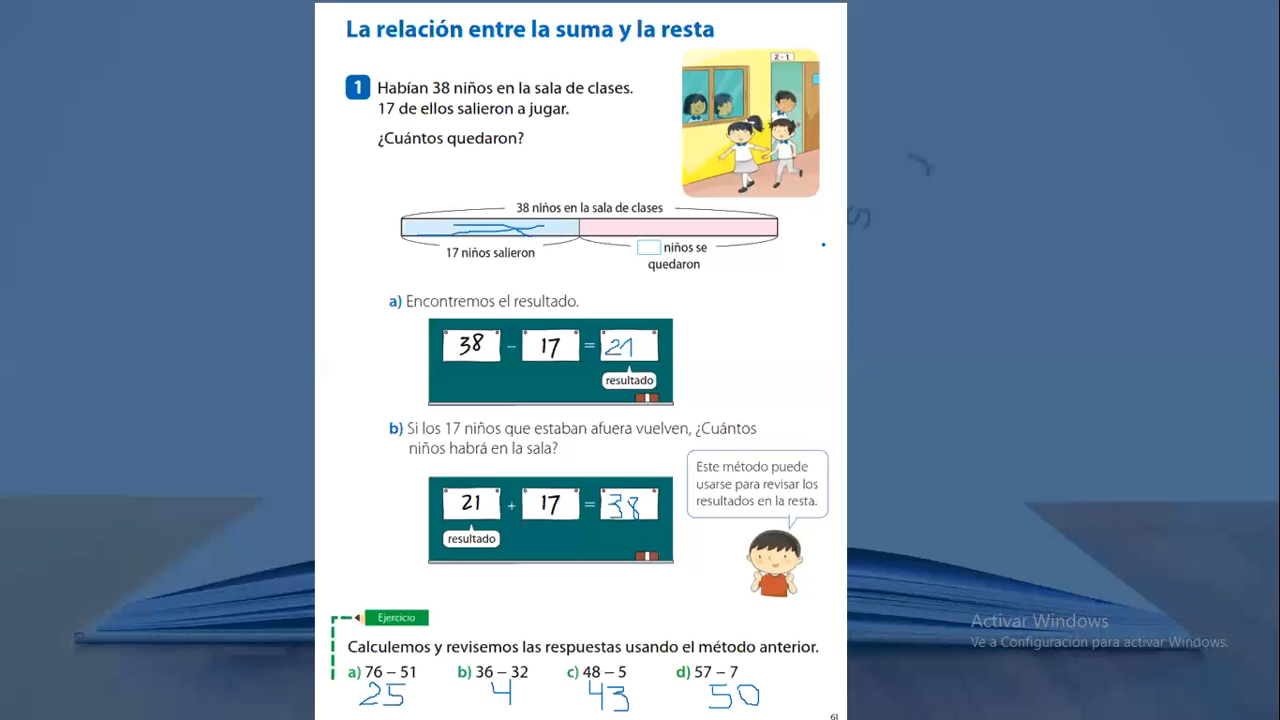 La relación entre la suma y la resta
2-1
1 Habían 38 niños en la sala de clases.
17 de ellos salieron a jugar.
¿Cuántos quedaron?
38 niños en la sala de clases
17 niños salieron
niños se
quedaron
a) Encontremos el resultado.
38 - 17 = 21
resultado
b) Si los 17 niños que estaban afuera vuelven, ¿Cuántos
niños habrá en la sala?
21 + 17 = 38
resultado
Este método puede
usarse para revisar los
resultados en la resta.
Ejercicio
Calculemos y revisemos las respuestas usando el método anterior.
a) 76 – 51 b) 36 – 32 c) 48 – 5 d) 57 – 7
25 4 43 50
61
Activar Windows
Ve a Configuración para activar Windows.